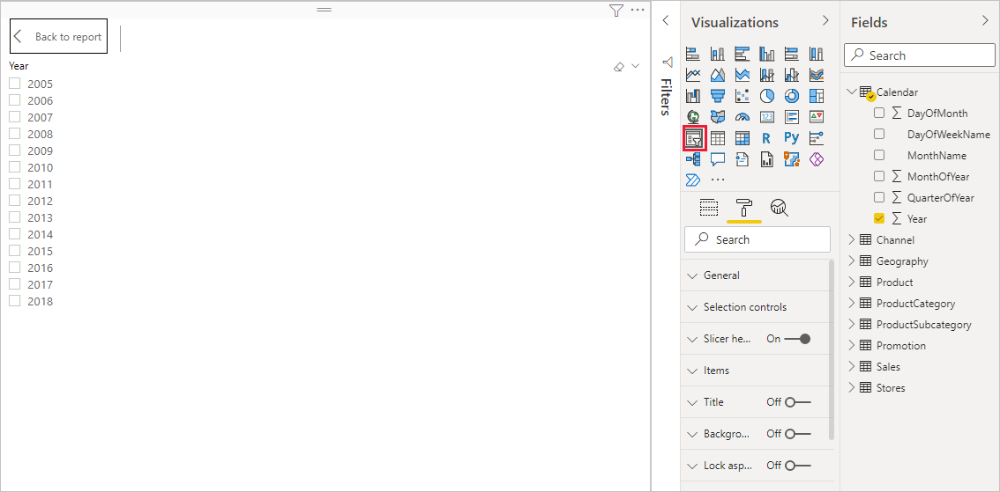 Back to report
Year
2005
2006
2007
2008
2009
2010
2011
2012
2013
2014
2015
2016
2017
2018
Filters
Visualizations
123
R
Py
Search
General
Selection controls
Slicer he... On
Items
Title Off
Backgro... Off
Lock asp... Off
Fields
Search
Calendar
∑ DayOfMonth
DayOfWeekName
MonthName
∑ MonthOfYear
∑ QuarterOfYear
∑ Year
Channel
Geography
Product
ProductCategory
ProductSubcategory
Promotion
Sales
Stores